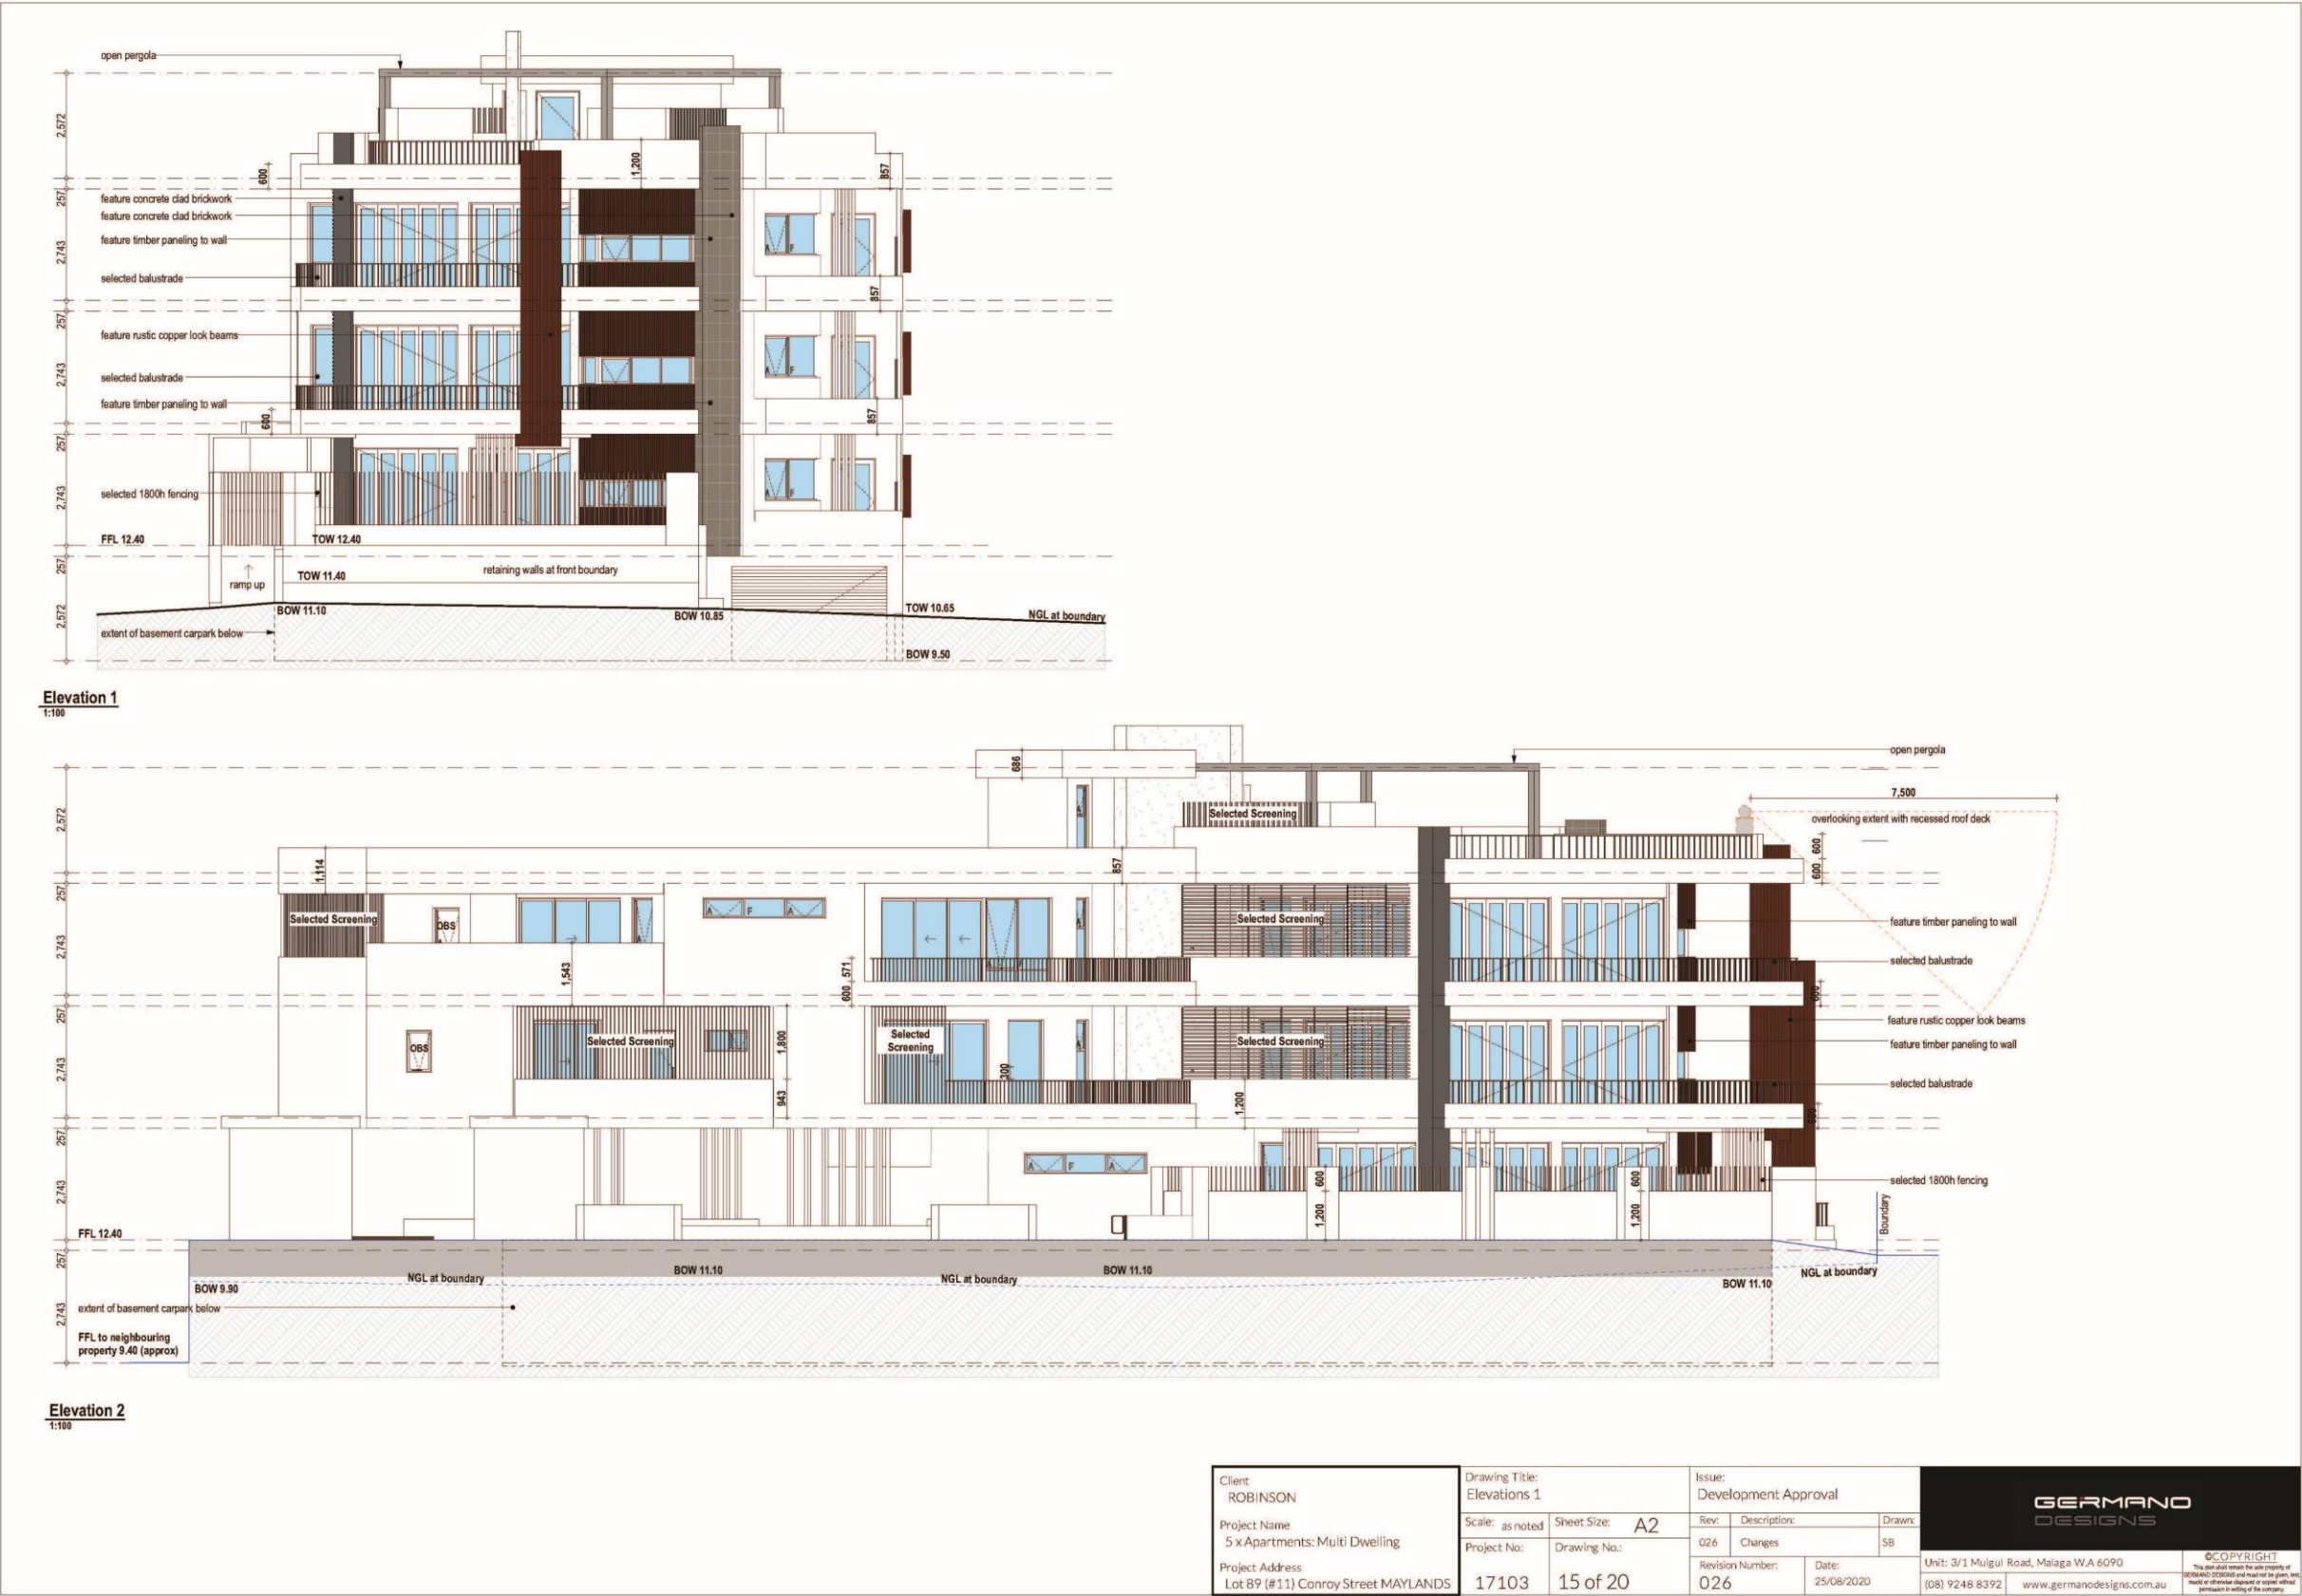 open pergola
2,572
600
1,200
857
257
feature concrete clad brickwork
feature concrete clad brickwork
feature timber paneling to wall
2,743
A F
selected balustrade
857
257
feature rustic copper look beams
2,743
A F
selected balustrade
feature timber paneling to wall
600
857
257
A F
selected 1800h fencing
2,743
FFL 12.40
TOW 12.40
257
ramp up
TOW 11.40
retaining walls at front boundary
2,572
BOW 11.10
BOW 10.85
TOW 10.65
NGL at boundary
extent of basement carpark below
BOW 9.50
Elevation 1
1:100
open pergola
686
7,500
2,572
A
Selected Screening
overlooking extent with recessed roof deck
600
600
1,114
857
257
Selected Screening
OBS
A
A F A
A
Selected Screening
feature timber paneling to wall
2,743
1,543
571
600
selected balustrade
600
257
feature rustic copper look beams
OBS
Selected Screening
1,800
Selected
Screening
A
Selected Screening
feature timber paneling to wall
2,743
300
943
1,200
selected balustrade
600
257
A F A
2,743
600
600
selected 1800h fencing
1,200
1,200
Boundary
FFL 12.40
257
BOW 9.90
NGL at boundary
BOW 11.10
NGL at boundary
BOW 11.10
BOW 11.10
NGL at boundary
2,743
extent of basement carpark below
FFL to neighbouring
property 9.40 (approx)
Elevation 2
1:100
Client
ROBINSON
Project Name
5 x Apartments: Multi Dwelling
Project Address
Lot 89 (#11) Conroy Street MAYLANDS
Drawing Title:
Elevations 1
Scale: as noted
Sheet Size: A2
Project No:
17103
Drawing No.:
15 of 20
Issue:
Development Approval
Rev: Description: Drawn:
026 Changes SB
Revision Number:
026
Date:
25/08/2020
GERMANO
DESIGNS
Unit: 3/1 Mulgul Road, Malaga W.A 6090
(08) 9248 8392
www.germanodesigns.com.au
©COPYRIGHT